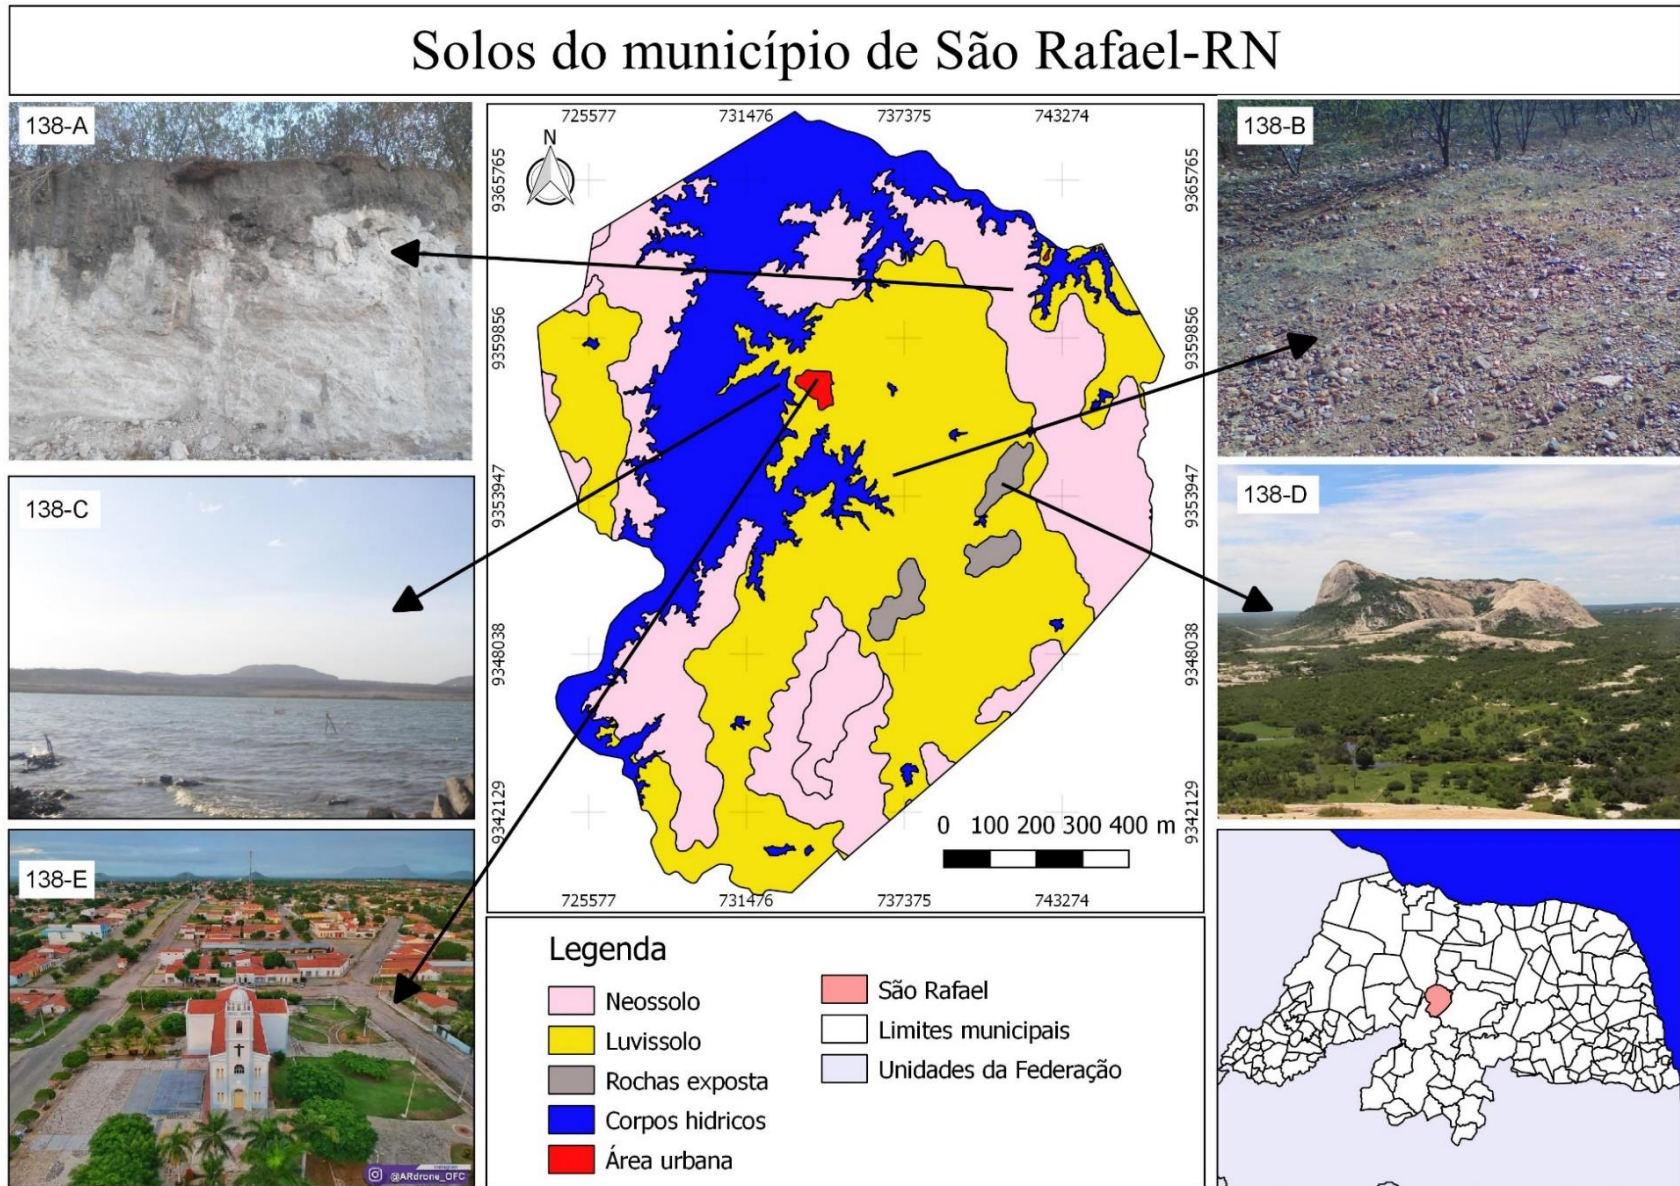 Solos do município de São Rafael-RN
138-A
138-B
138-C
138-D
138-E
725577 731476 737375 743274
9365765
9359856
9353947
9348038
9342129
9365765
9359856
9353947
9348038
9342129
N
0 100 200 300 400 m
725577 731476 737375 743274
Legenda
Neossolo
Luvissolo
Rochas exposta
Corpos hidricos
Área urbana
São Rafael
Limites municipais
Unidades da Federação
@ARdrone_OFC